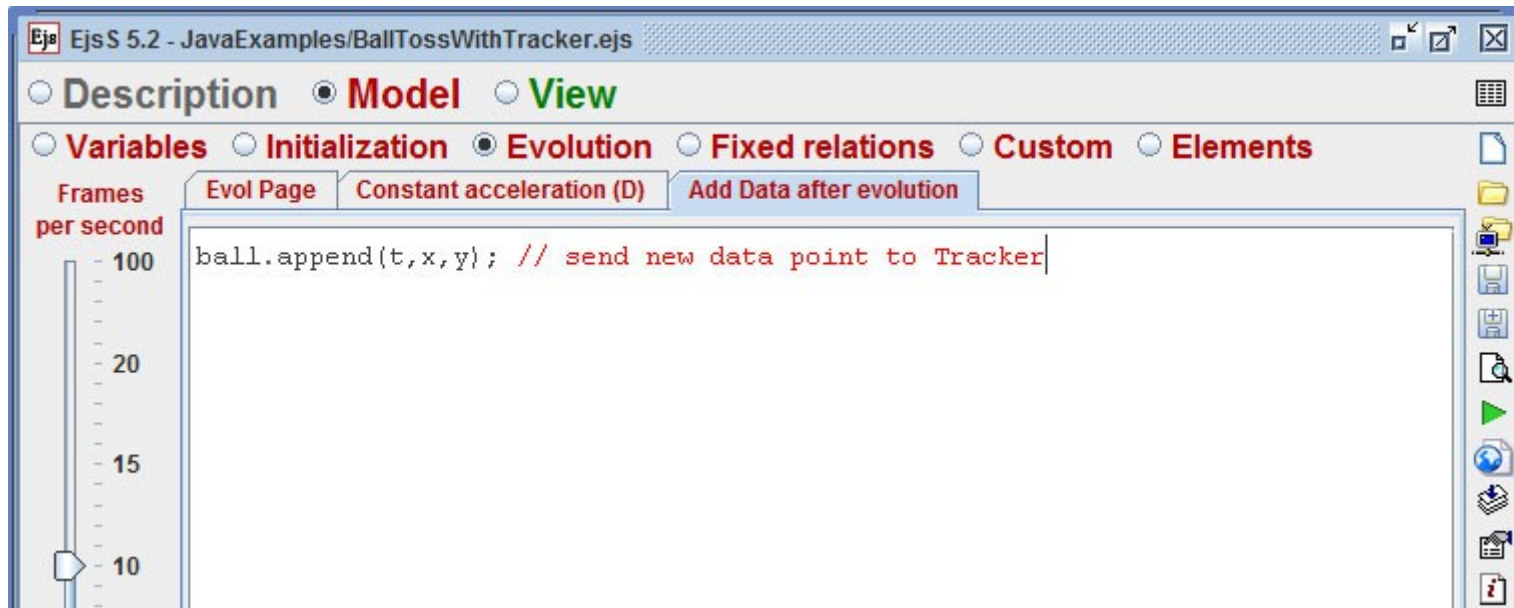 Ejs EjsS 5.2 - JavaExamples/BallTossWithTracker.ejs
Description Model View
Variables Initialization Evolution Fixed relations Custom Elements
Frames
per second
Evol Page Constant acceleration (D) Add Data after evolution
100
ball.append(t,x,y); // send new data point to Tracker
20
15
10